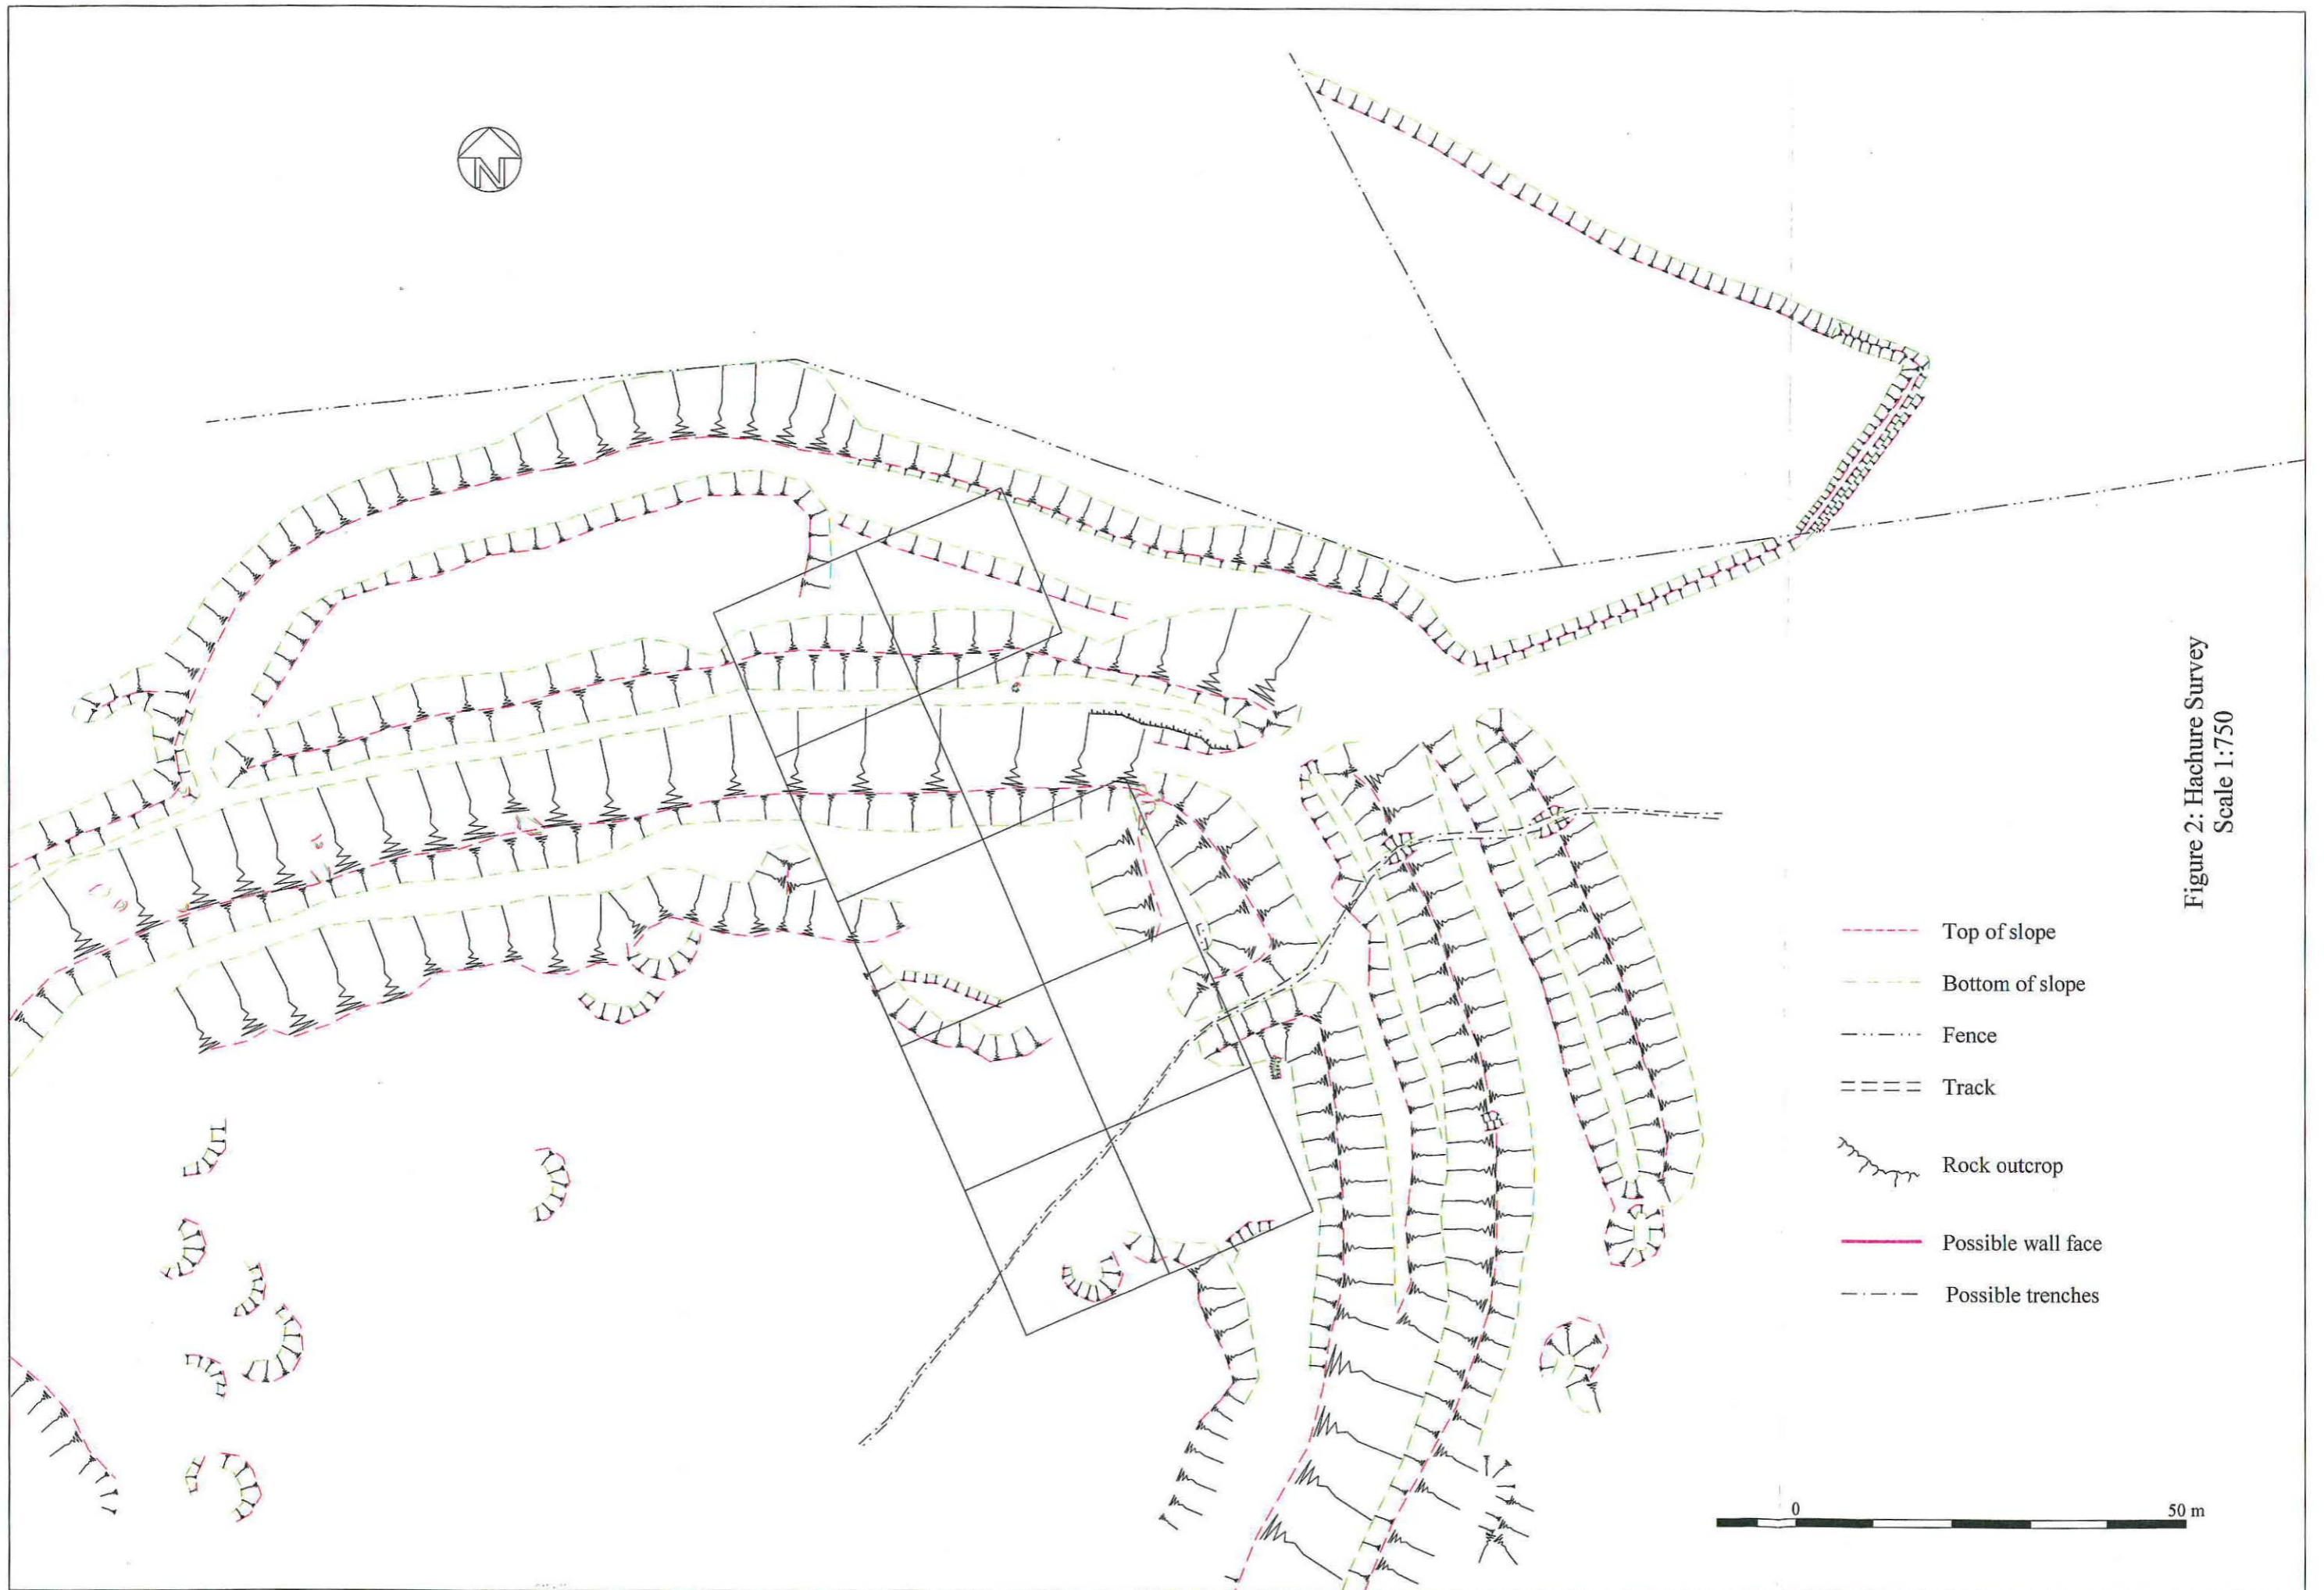 N
Figure 2: Hachure Survey
Scale 1:750
Top of slope
Bottom of slope
Fence
Track
Rock outcrop
Possible wall face
Possible trenches
0
50 m